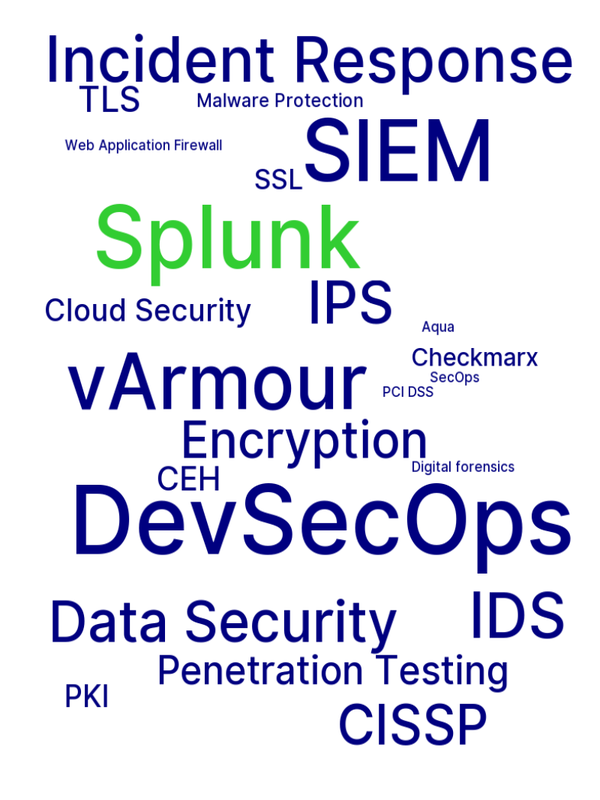 Incident Response
TLS
Malware Protection
SIEM
Web Application Firewall
SSL
Splunk
IPS
Cloud Security
Aqua
Checkmarx
vArmour
SecOps
PCI DSS
Encryption
Digital forensics
CEH
DevSecOps
IDS
Data Security
Penetration Testing
PKI
CISSP